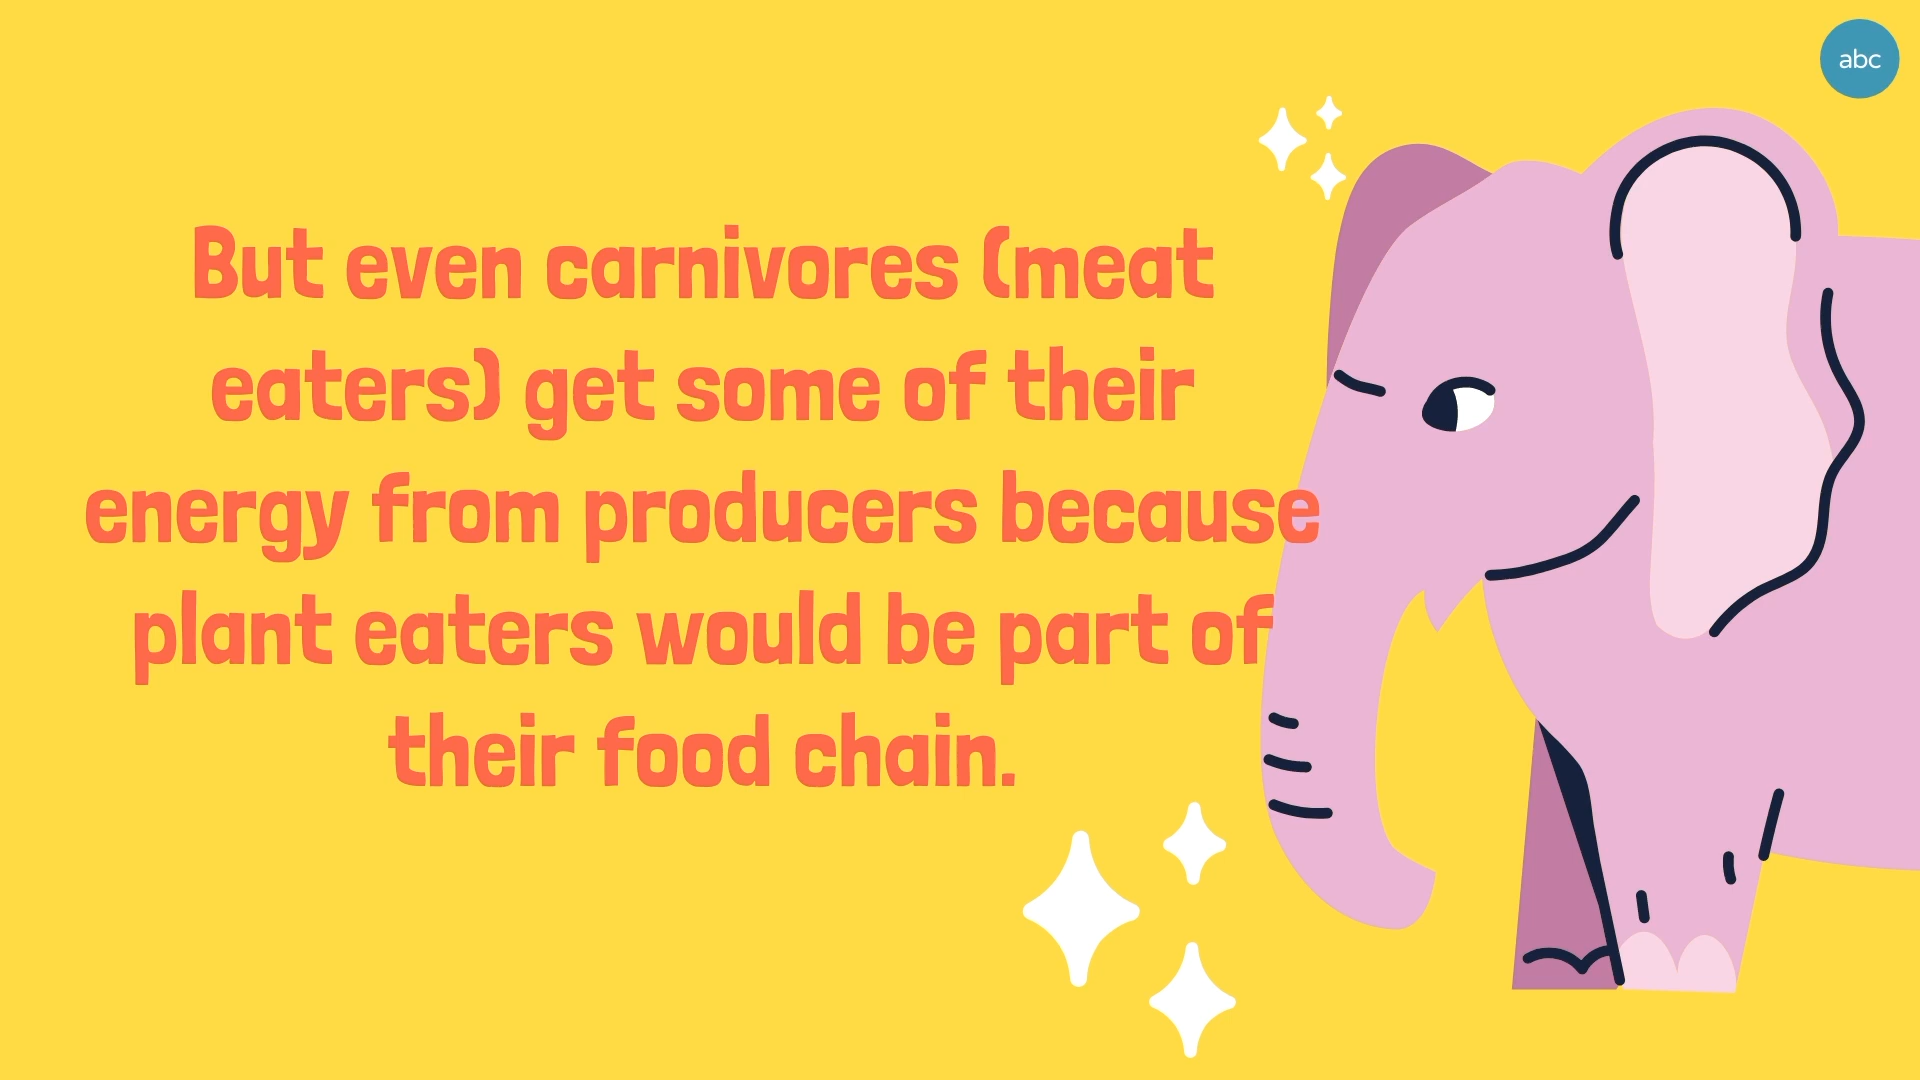 abc
But even carnivores (meat
eaters) get some of their
energy from producers because
plant eaters would be part of
their food chain.